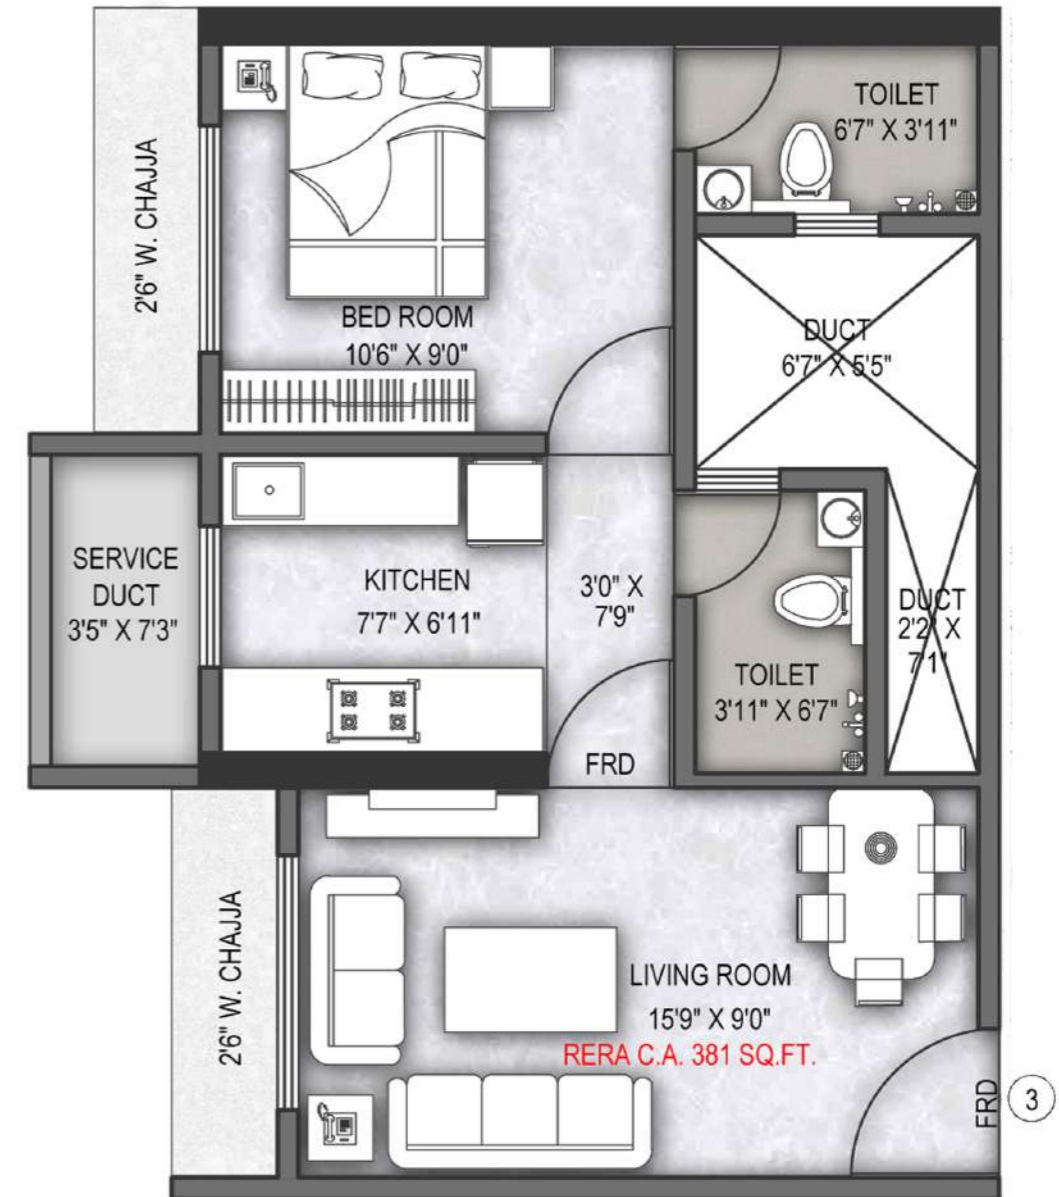 TOILET
6'7" X 3'11"
2'6" W. CHAJJA
BED ROOM
10'6" X 9'0"
DUCT
6'7" X 5'5"
SERVICE
DUCT
3'5" X 7'3"
KITCHEN
7'7" X 6'11"
3'0" X
7'9"
DUCT
2'2" X
7'1"
TOILET
3'11" X 6'7"
FRD
2'6" W. CHAJJA
LIVING ROOM
15'9" X 9'0"
RERA C.A. 381 SQ.FT.
FRD
3